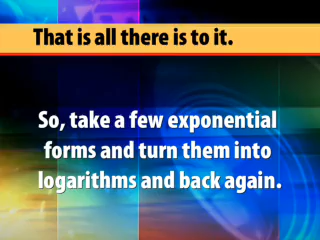 That is all there is to it.
So, take a few exponential
forms and turn them into
logarithms and back again.